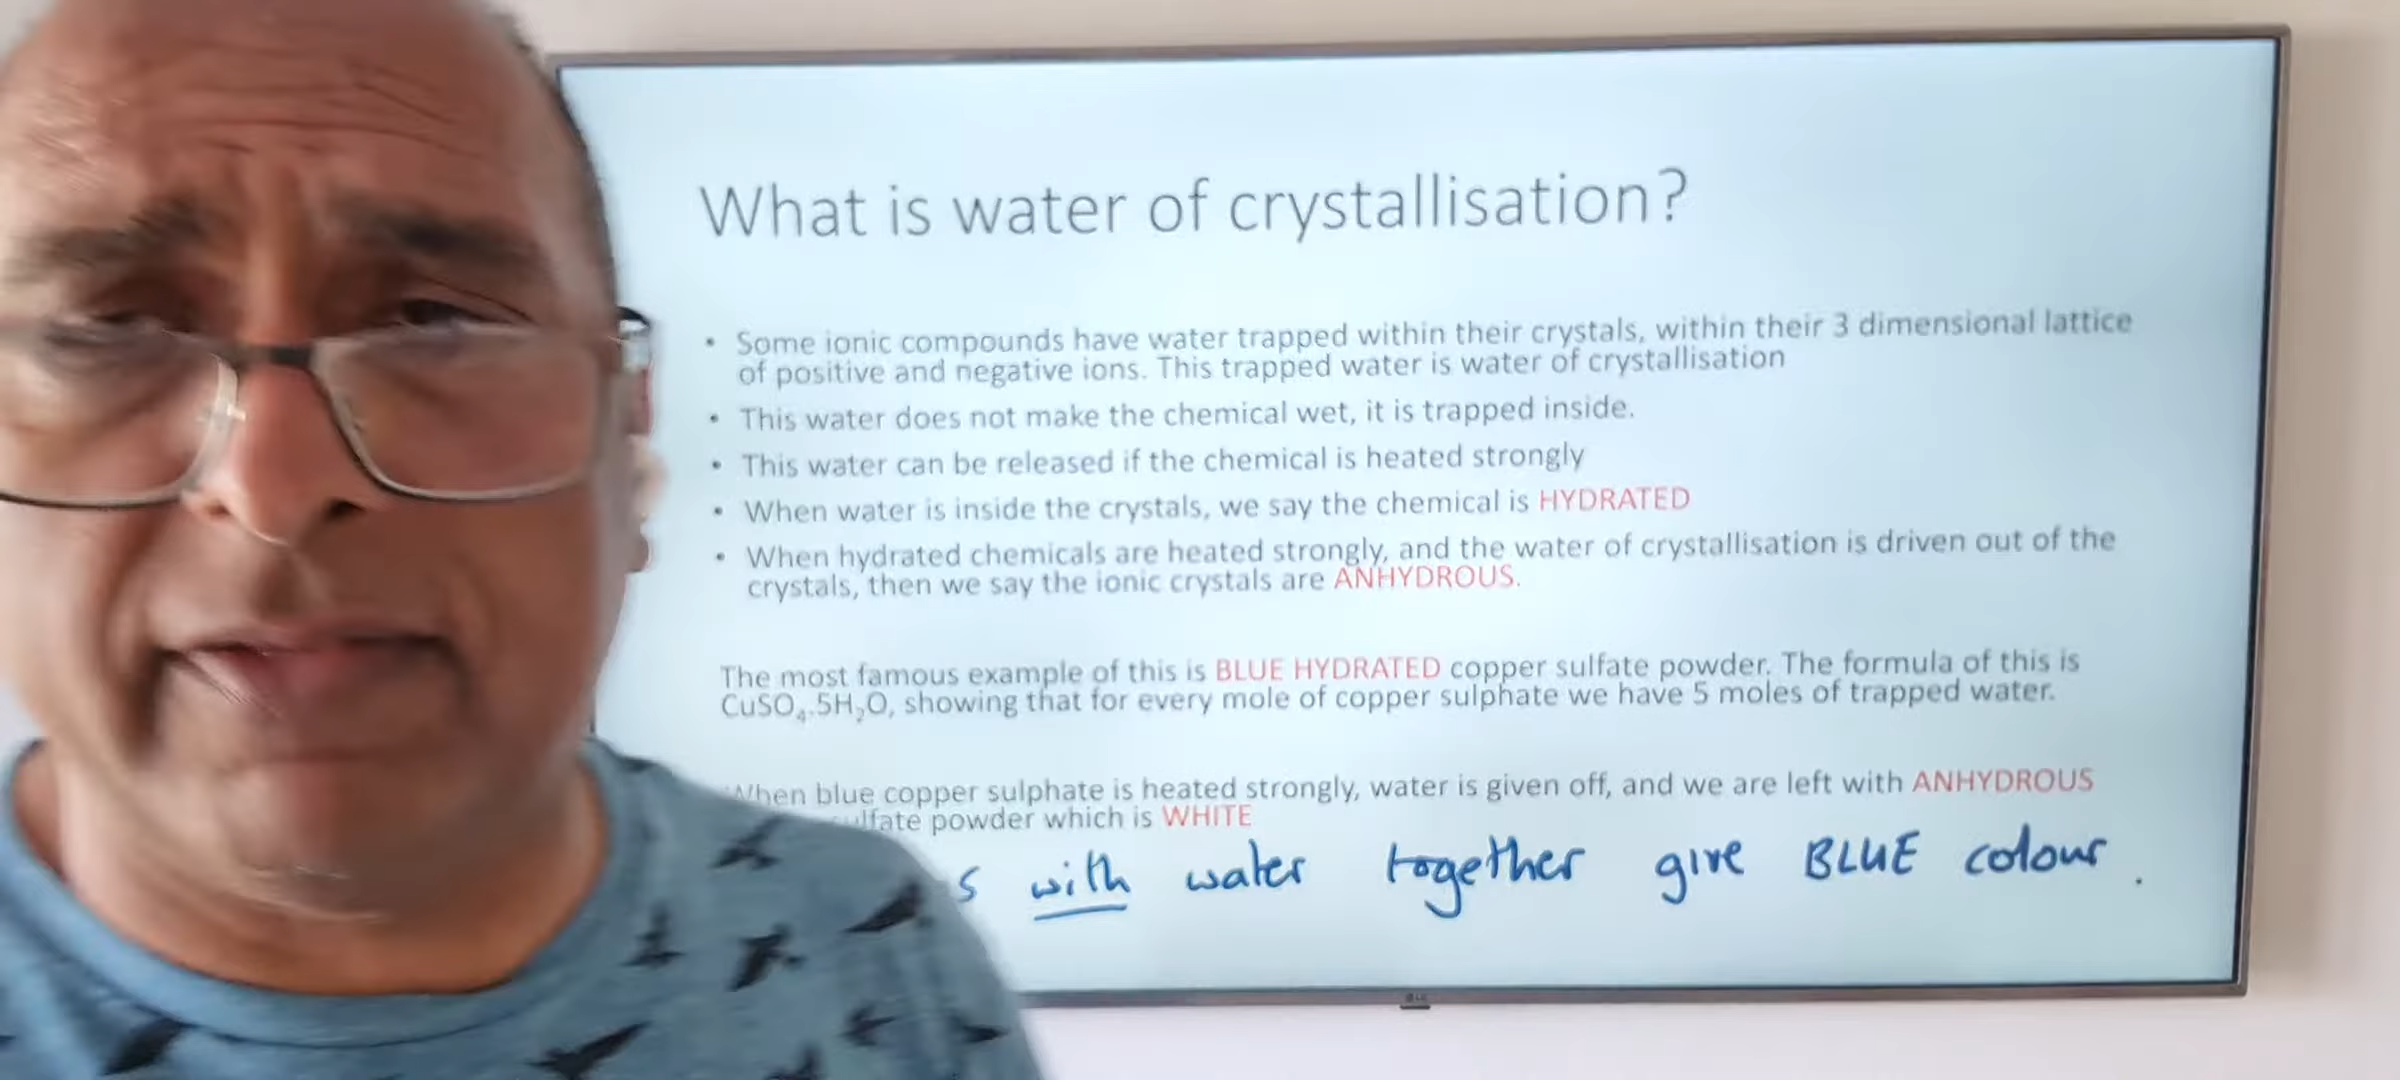 What is water of crystallisation?
• Some ionic compounds have water trapped within their crystals, within their 3 dimensional lattice
of positive and negative ions. This trapped water is water of crystallisation
• This water does not make the chemical wet, it is trapped inside.
• This water can be released if the chemical is heated strongly
• When water is inside the crystals, we say the chemical is HYDRATED
• When hydrated chemicals are heated strongly, and the water of crystallisation is driven out of the
crystals, then we say the ionic crystals are ANHYDROUS.
The most famous example of this is BLUE HYDRATED copper sulfate powder. The formula of this is
CuSO₄.5H₂O, showing that for every mole of copper sulphate we have 5 moles of trapped water.
When blue copper sulphate is heated strongly, water is given off, and we are left with ANHYDROUS
powder which is WHITE
with water together give BLUE colour.